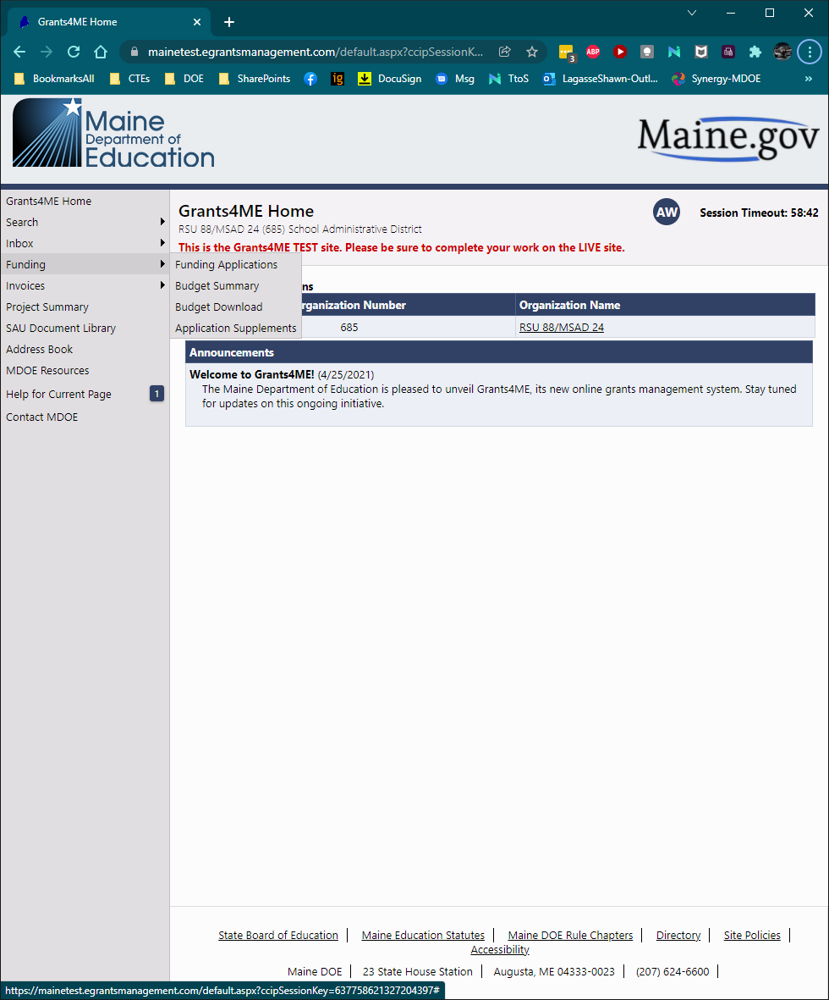 Grants4ME Home
mainetest.egrantsmanagement.com/default.aspx?ccipSessionK...
3
ABP
BookmarksAll
CTEs
DOE
SharePoints
ig
DocuSign
Msg
TtoS
LagasseShawn-Outl...
Synergy-MDOE
»
Maine
Department of
Education
Maine.gov
Grants4ME Home
Search
Inbox
Funding
Invoices
Project Summary
SAU Document Library
Address Book
MDOE Resources
Help for Current Page 1
Contact MDOE
Funding Applications
Budget Summary
Budget Download
Application Supplements
Grants4ME Home
AW
Session Timeout: 58:42
RSU 88/MSAD 24 (685) School Administrative District
This is the Grants4ME TEST site. Please be sure to complete your work on the LIVE site.
ns
rganization Number Organization Name
685 RSU 88/MSAD 24
Announcements
Welcome to Grants4ME! (4/25/2021)
The Maine Department of Education is pleased to unveil Grants4ME, its new online grants management system. Stay tuned
for updates on this ongoing initiative.
State Board of Education | Maine Education Statutes | Maine DOE Rule Chapters | Directory | Site Policies |
Accessibility
Maine DOE | 23 State House Station | Augusta, ME 04333-0023 | (207) 624-6600 |
https://mainetest.egrantsmanagement.com/default.aspx?ccipSessionKey=637758621327204397#